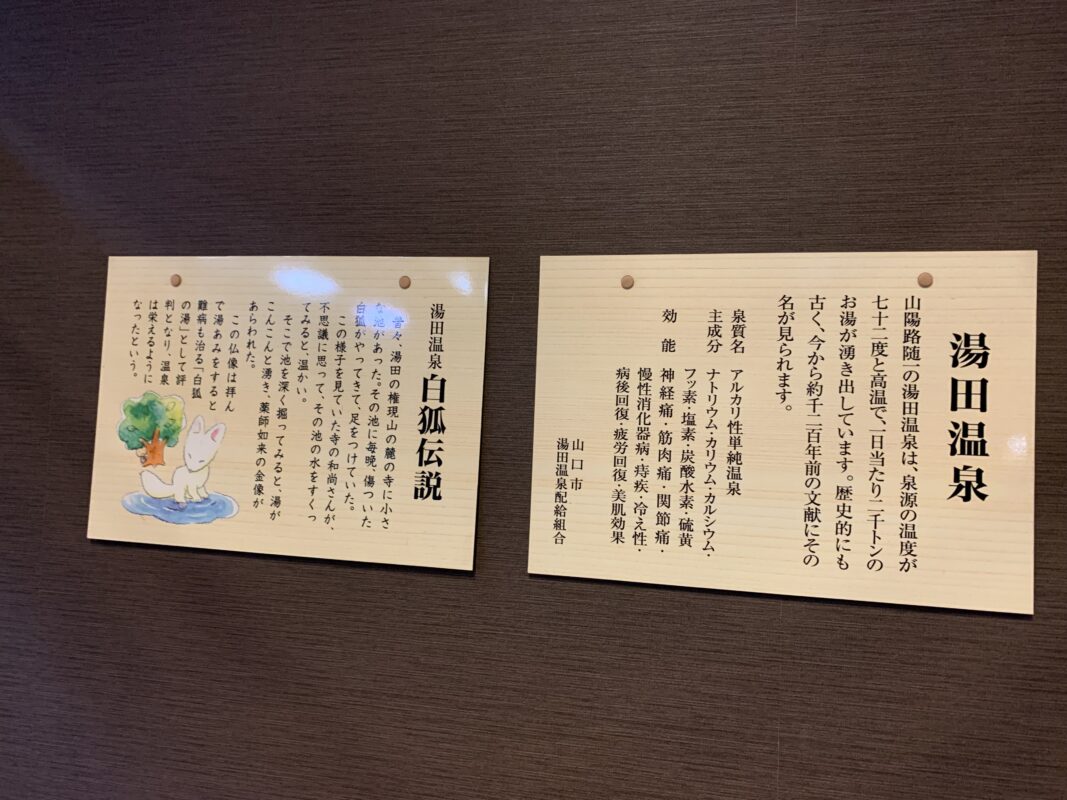 湯田温泉
山陽路随一の湯田温泉は、泉源の温度が
七十二度と高温で、一日当たり二千トンの
お湯が湧き出しています。歴史的にも
古く、今から約千二百年前の文献にその
名が見られます。
泉質名 アルカリ性単純温泉
主成分 ナトリウム・カリウム・カルシウム・
フッ素・塩素・炭酸水素・硫黄
効能 神経痛・筋肉痛・関節痛・
慢性消化器病・痔疾・冷え性・
病後回復・疲労回復・美肌効果
山口市
湯田温泉配給組合
湯田温泉 白狐伝説
昔々、湯田の権現山の麓の寺に小さ
な池があった。その池に毎晩、傷ついた
白狐がやってきて、足をつけていた。
この様子を見ていた寺の和尚さんが、
不思議に思って、その池の水をすくっ
てみると、温かい。
そこで池を深く掘ってみると、湯が
こんこんと湧き、薬師如来の金像が
あらわれた。
この仏像は拝ん
で湯あみをすると
難病も治る「白狐
の湯」として評
判となり、温泉
は栄えるように
なったという。